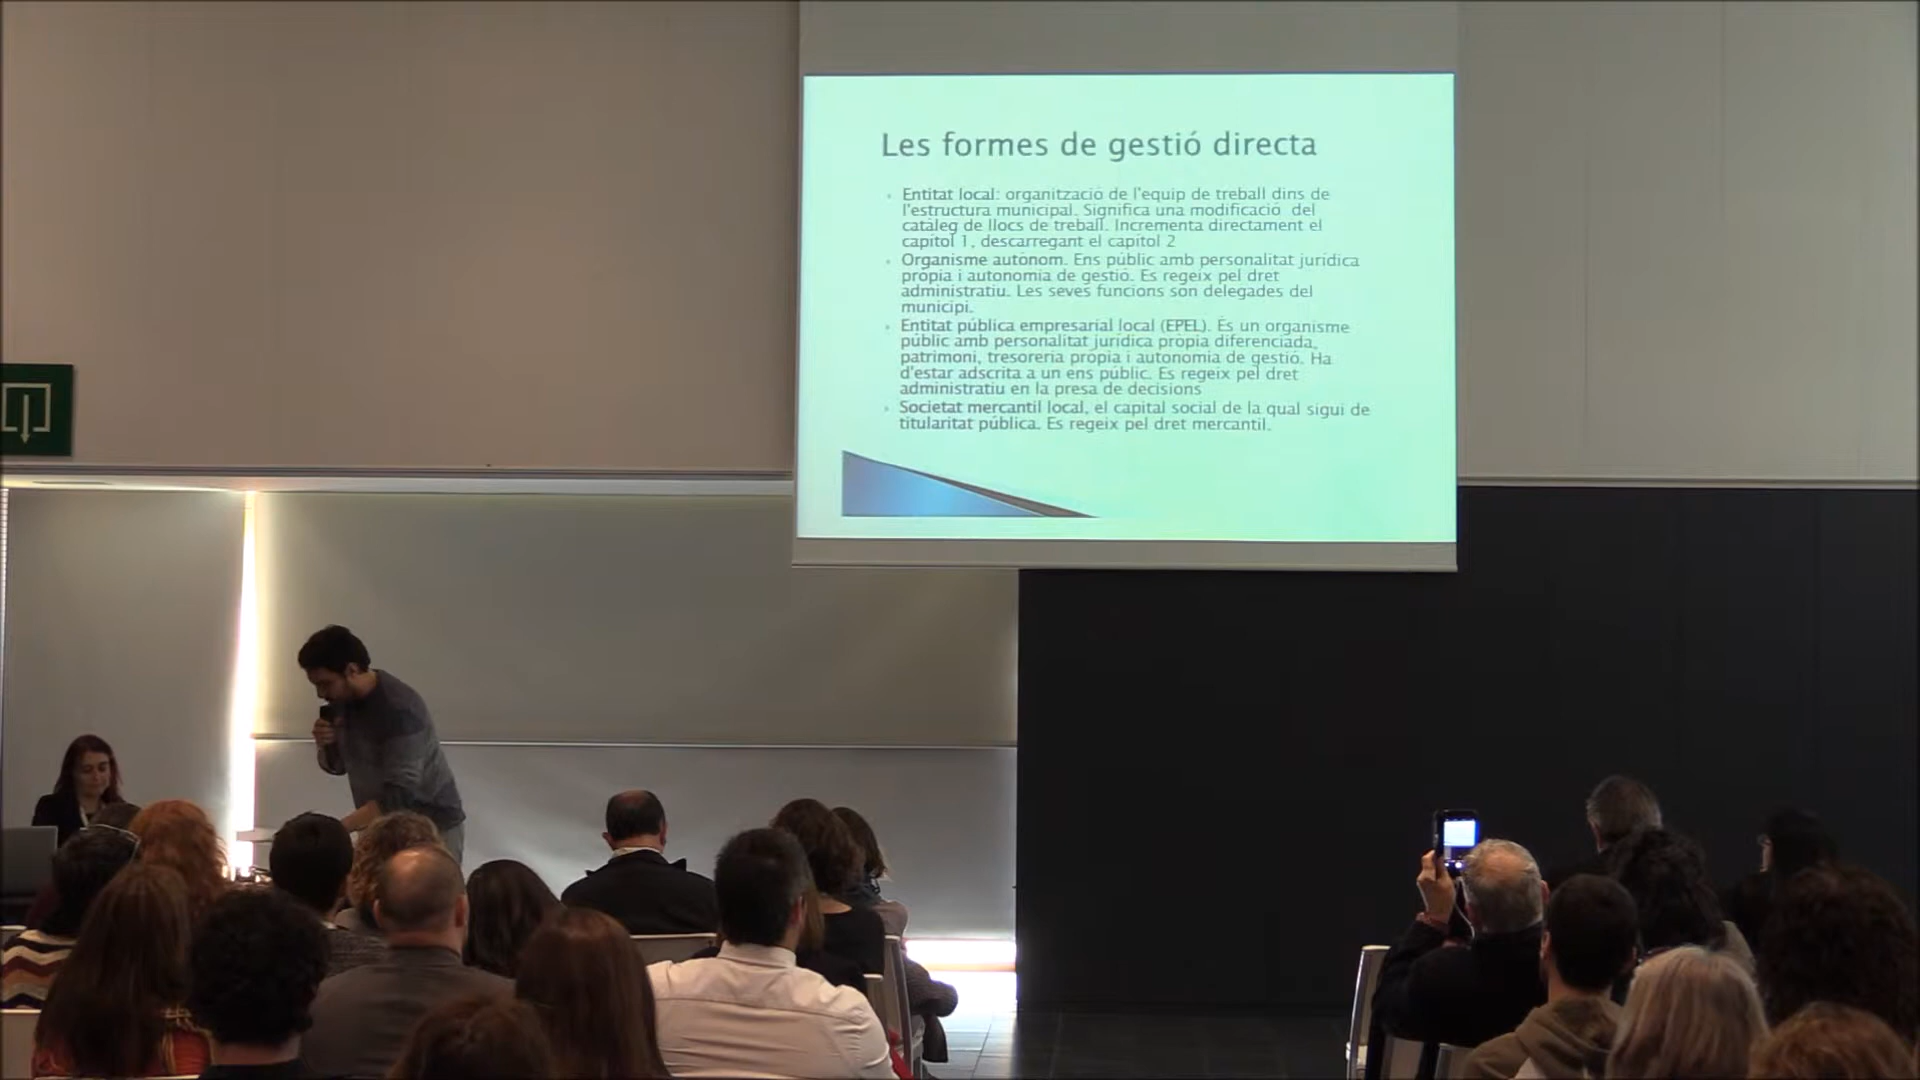 Les formes de gestió directa
Entitat local: organització de l'equip de treball dins de
l'estructura municipal. Significa una modificació del
catàleg de llocs de treball. Incrementa directament el
capítol 1, descarregant el capítol 2
Organisme autònom. Ens públic amb personalitat jurídica
pròpia i autonomia de gestió. Es regeix pel dret
administratiu. Les seves funcions són delegades del
municipi.
Entitat pública empresarial local (EPEL). És un organisme
públic amb personalitat jurídica pròpia diferenciada,
patrimoni, tresoreria pròpia i autonomia de gestió. Ha
d'estar adscrita a un ens públic. Es regeix pel dret
administratiu en la presa de decisions
Societat mercantil local, el capital social de la qual sigui de
titularitat pública. Es regeix pel dret mercantil.